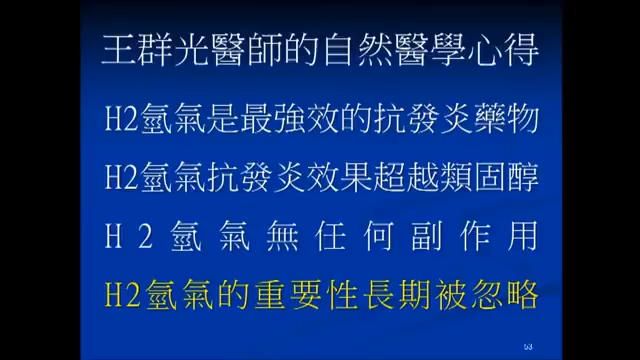 王群光醫師的自然醫學心得
H2氫氣是最強效的抗發炎藥物
H2氫氣抗發炎效果超越類固醇
H2氫氣無任何副作用
H2氫氣的重要性長期被忽略
53